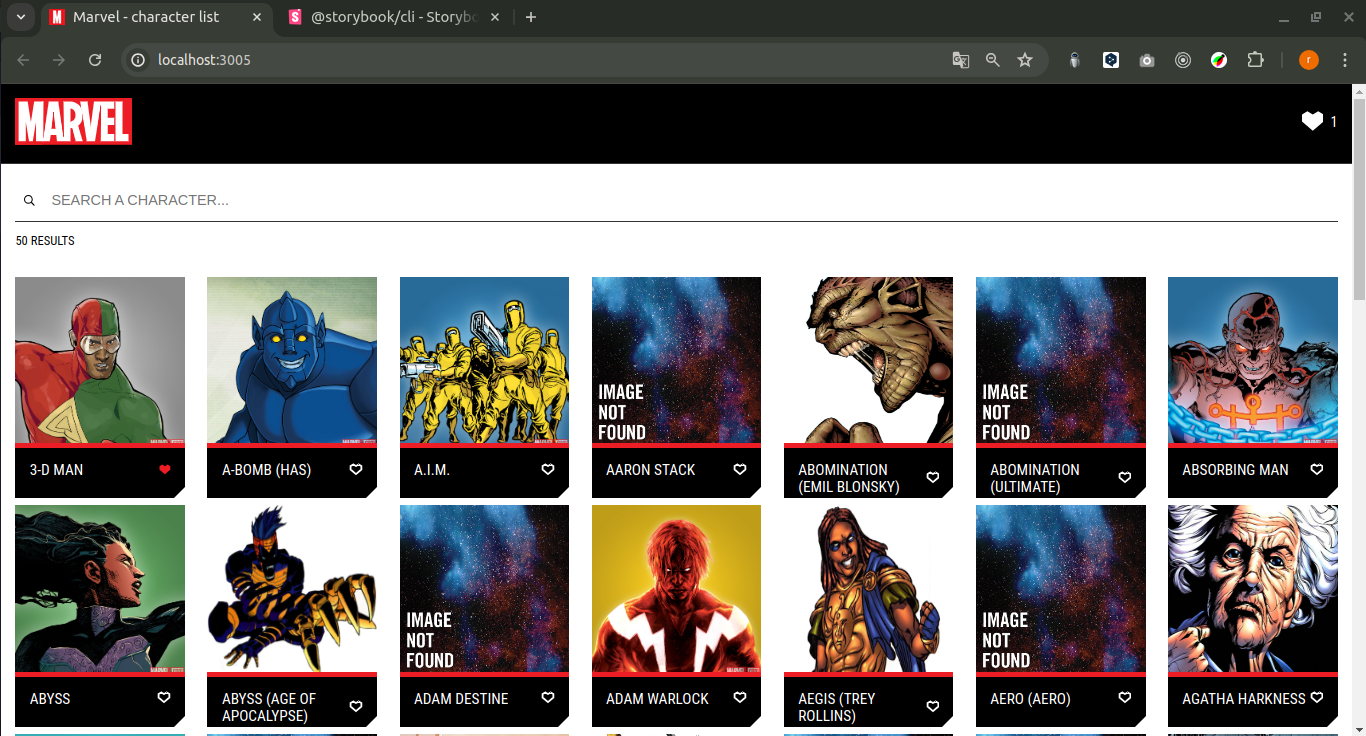 Marvel - character list
@storybook/cli - Storyb
localhost:3005
r
MARVEL
1
SEARCH A CHARACTER...
50 RESULTS
IMAGE
NOT
FOUND
IMAGE
NOT
FOUND
3-D MAN
A-BOMB (HAS)
A.I.M.
AARON STACK
ABOMINATION
(EMIL BLONSKY)
ABOMINATION
(ULTIMATE)
ABSORBING MAN
IMAGE
NOT
FOUND
IMAGE
NOT
FOUND
ABYSS
ABYSS (AGE OF
APOCALYPSE)
ADAM DESTINE
ADAM WARLOCK
AEGIS (TREY
ROLLINS)
AERO (AERO)
AGATHA HARKNESS